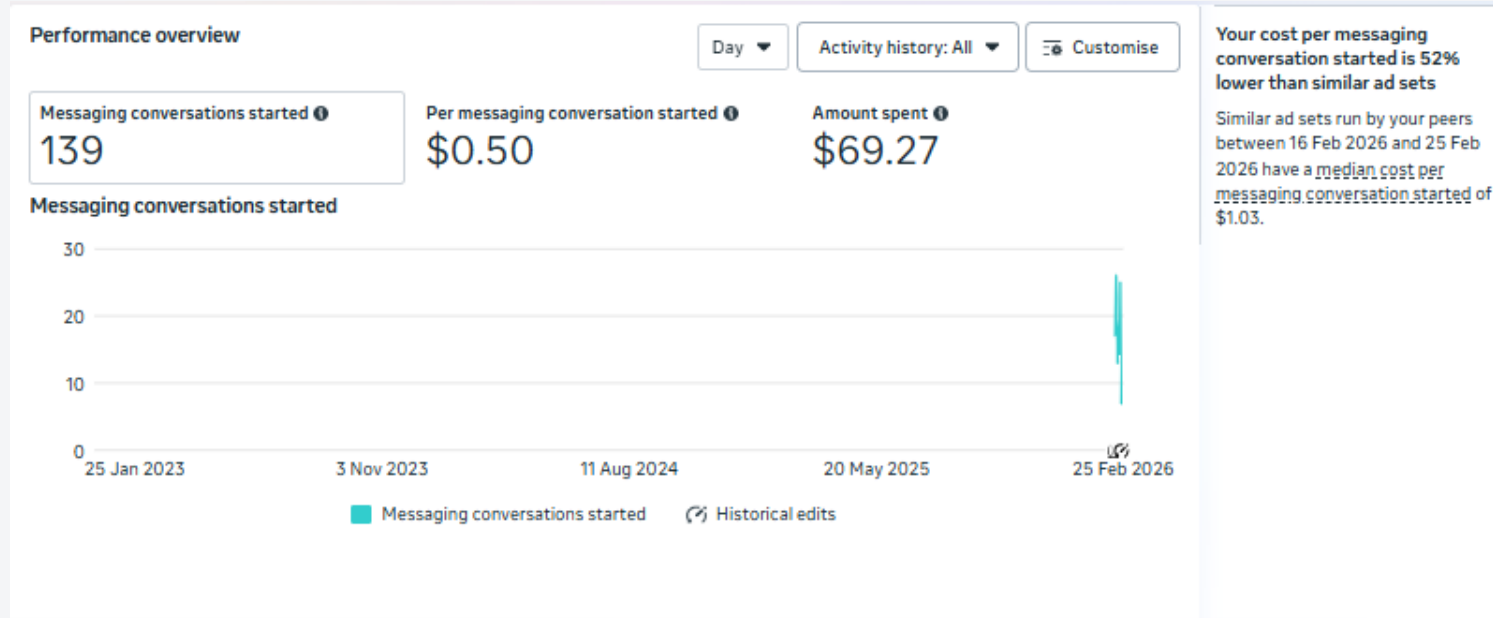 Performance overview
Day
Activity history: All
Customise
Messaging conversations started
139
Per messaging conversation started
$0.50
Amount spent
$69.27
Messaging conversations started
30
20
10
0
25 Jan 2023
3 Nov 2023
11 Aug 2024
20 May 2025
25 Feb 2026
Messaging conversations started
Historical edits
Your cost per messaging
conversation started is 52%
lower than similar ad sets
Similar ad sets run by your peers
between 16 Feb 2026 and 25 Feb
2026 have a median cost per
messaging conversation started of
$1.03.